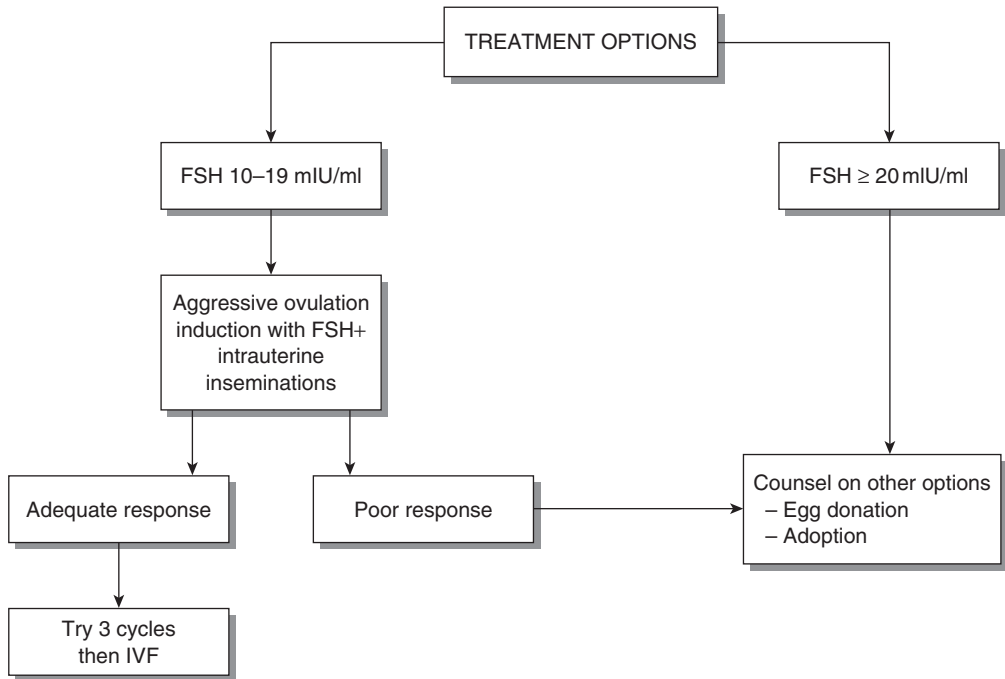 TREATMENT OPTIONS
FSH 10–19 mIU/ml
FSH ≥ 20 mIU/ml
Aggressive ovulation
induction with FSH+
intrauterine
inseminations
Adequate response
Poor response
Counsel on other options
– Egg donation
– Adoption
Try 3 cycles
then IVF